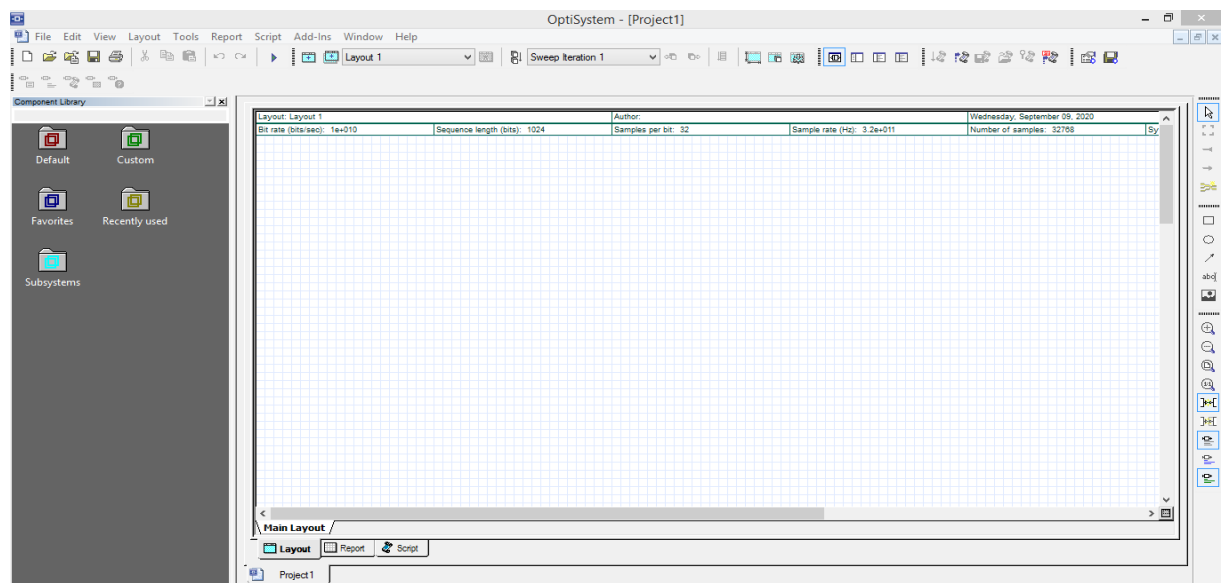 OptiSystem - [Project1]
File Edit View Layout Tools Report Script Add-Ins Window Help
Layout 1 Sweep Iteration 1
Component Library
Default Custom
Favorites Recently used
Subsystems
Layout: Layout 1 Author: Wednesday, September 09, 2020
Bit rate (bits/sec): 1e+010 Sequence length (bits): 1024 Samples per bit: 32 Sample rate (Hz): 3.2e+011 Number of samples: 32768 Sy
abc
Main Layout
Layout Report Script
Project1